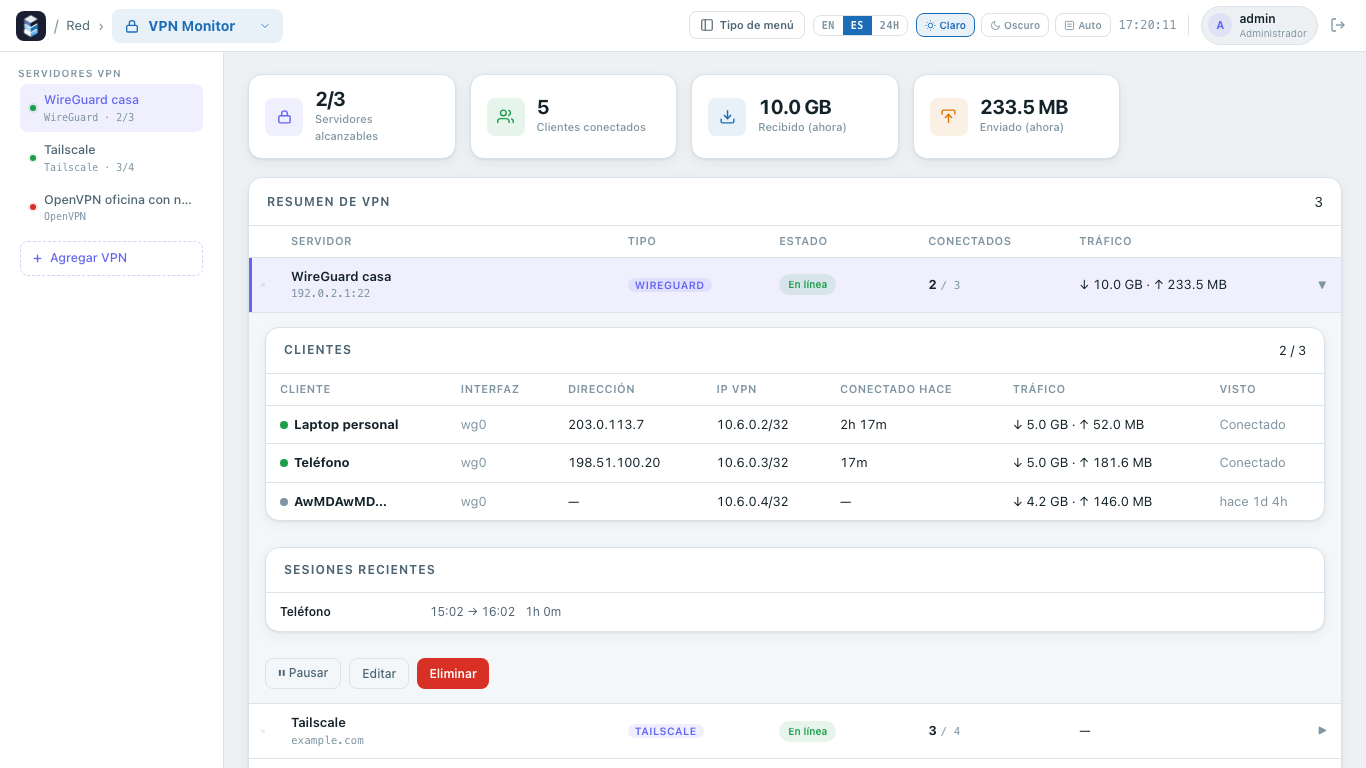 / Red › VPN Monitor
Tipo de menú
EN ES 24H
Claro
Oscuro
Auto
17:20:11
A
admin
Administrador
SERVIDORES VPN
WireGuard casa
WireGuard · 2/3
Tailscale
Tailscale · 3/4
OpenVPN oficina con n...
OpenVPN
+ Agregar VPN
2/3
Servidores
alcanzables
5
Clientes conectados
10.0 GB
Recibido (ahora)
233.5 MB
Enviado (ahora)
RESUMEN DE VPN 3
SERVIDOR TIPO ESTADO CONECTADOS TRÁFICO
WireGuard casa
192.0.2.1:22
WIREGUARD En línea 2 / 3 ↓ 10.0 GB · ↑ 233.5 MB ▼
CLIENTES 2 / 3
CLIENTE INTERFAZ DIRECCIÓN IP VPN CONECTADO HACE TRÁFICO VISTO
Laptop personal wg0 203.0.113.7 10.6.0.2/32 2h 17m ↓ 5.0 GB · ↑ 52.0 MB Conectado
Teléfono wg0 198.51.100.20 10.6.0.3/32 17m ↓ 5.0 GB · ↑ 181.6 MB Conectado
AwMDAwMD... wg0 — 10.6.0.4/32 — ↓ 4.2 GB · ↑ 146.0 MB hace 1d 4h
SESIONES RECIENTES
Teléfono 15:02 → 16:02 1h 0m
Pausar Editar Eliminar
Tailscale
example.com
TAILSCALE En línea 3 / 4 — ▶